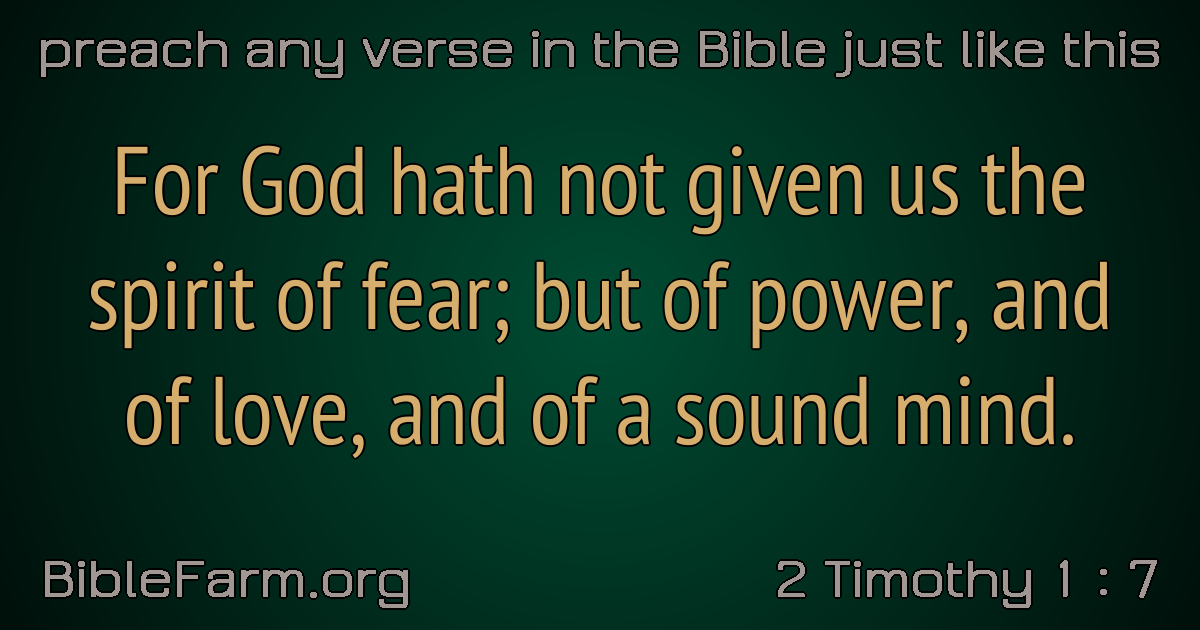 preach any verse in the Bible just like this
For God hath not given us the
spirit of fear; but of power, and
of love, and of a sound mind.
BibleFarm.org
2 Timothy 1 : 7